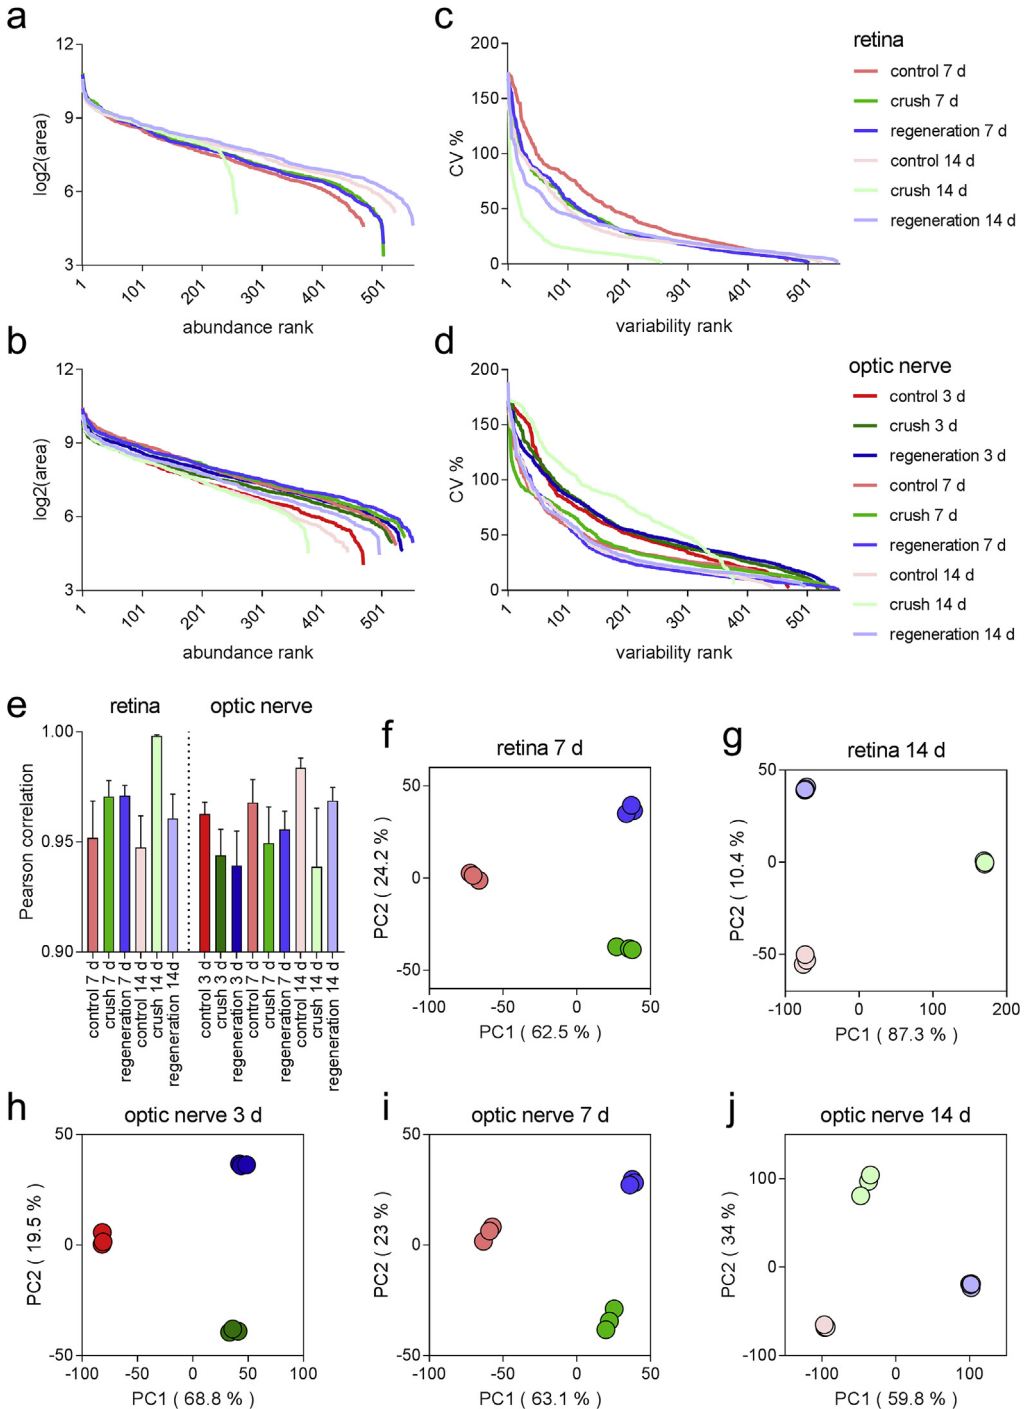 a
12
9
6
3
log2(area)
1
101
201
301
401
501
abundance rank
c
200
150
100
50
0
CV %
1
101
201
301
401
501
variability rank
retina
control 7 d
crush 7 d
regeneration 7 d
control 14 d
crush 14 d
regeneration 14 d
b
12
9
6
3
log2(area)
1
101
201
301
401
501
abundance rank
d
200
150
100
50
0
CV %
1
101
201
301
401
501
variability rank
optic nerve
control 3 d
crush 3 d
regeneration 3 d
control 7 d
crush 7 d
regeneration 7 d
control 14 d
crush 14 d
regeneration 14 d
e
retina
optic nerve
1.00
0.95
0.90
Pearson correlation
control 7 d
crush 7 d
regeneration 7 d
control 14 d
crush 14 d
regeneration 14d
control 3 d
crush 3 d
regeneration 3 d
control 7 d
crush 7 d
regeneration 7 d
control 14 d
crush 14 d
regeneration 14 d
f
retina 7 d
50
0
-50
PC2 ( 24.2 % )
-100
-50
0
50
PC1 ( 62.5 % )
g
retina 14 d
50
0
-50
PC2 ( 10.4 % )
-100
0
100
200
PC1 ( 87.3 % )
h
optic nerve 3 d
50
0
-50
PC2 ( 19.5 % )
-100
-50
0
50
100
PC1 ( 68.8 % )
i
optic nerve 7 d
50
0
-50
PC2 ( 23 % )
-100
-50
0
50
PC1 ( 63.1 % )
j
optic nerve 14 d
100
0
-100
PC2 ( 34 % )
-100
0
100
PC1 ( 59.8 % )